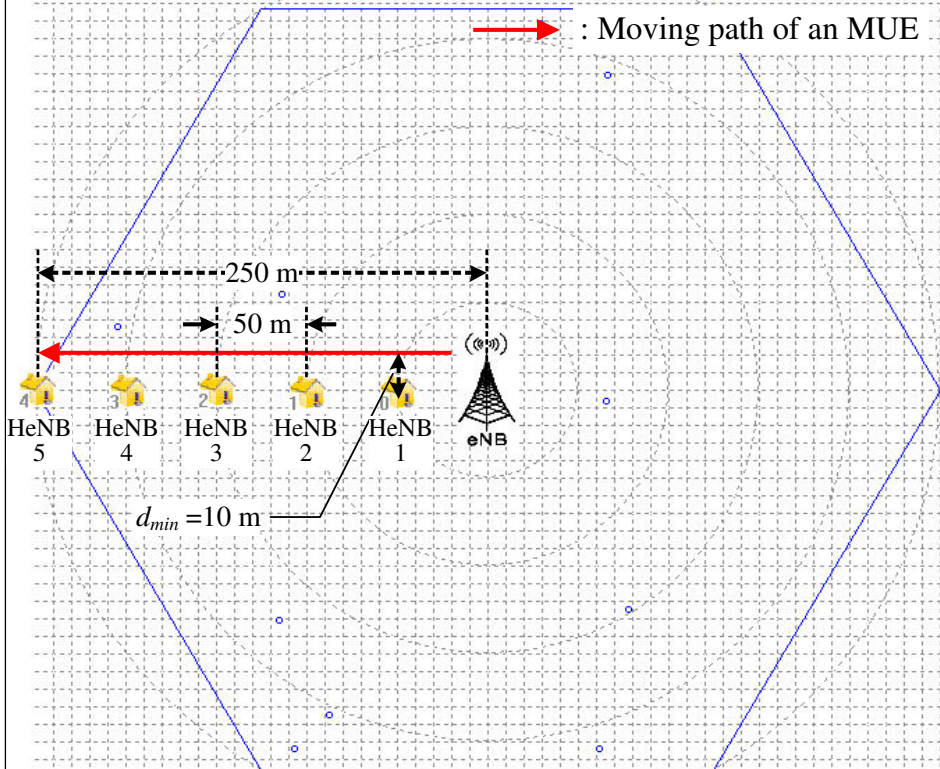 : Moving path of an MUE
250 m
50 m
4 3 2 1 0
HeNB HeNB HeNB HeNB HeNB
5 4 3 2 1
eNB
d_min =10 m